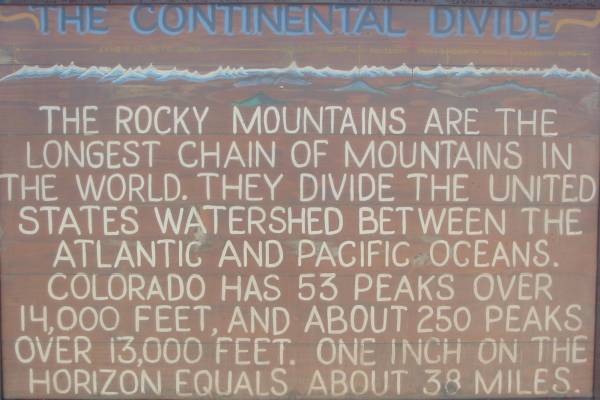 THE CONTINENTAL DIVIDE
THE ROCKY MOUNTAINS ARE THE
LONGEST CHAIN OF MOUNTAINS IN
THE WORLD. THEY DIVIDE THE UNITED
STATES WATERSHED BETWEEN THE
ATLANTIC AND PACIFIC OCEANS.
COLORADO HAS 53 PEAKS OVER
14,000 FEET, AND ABOUT 250 PEAKS
OVER 13,000 FEET. ONE INCH ON THE
HORIZON EQUALS ABOUT 38 MILES.